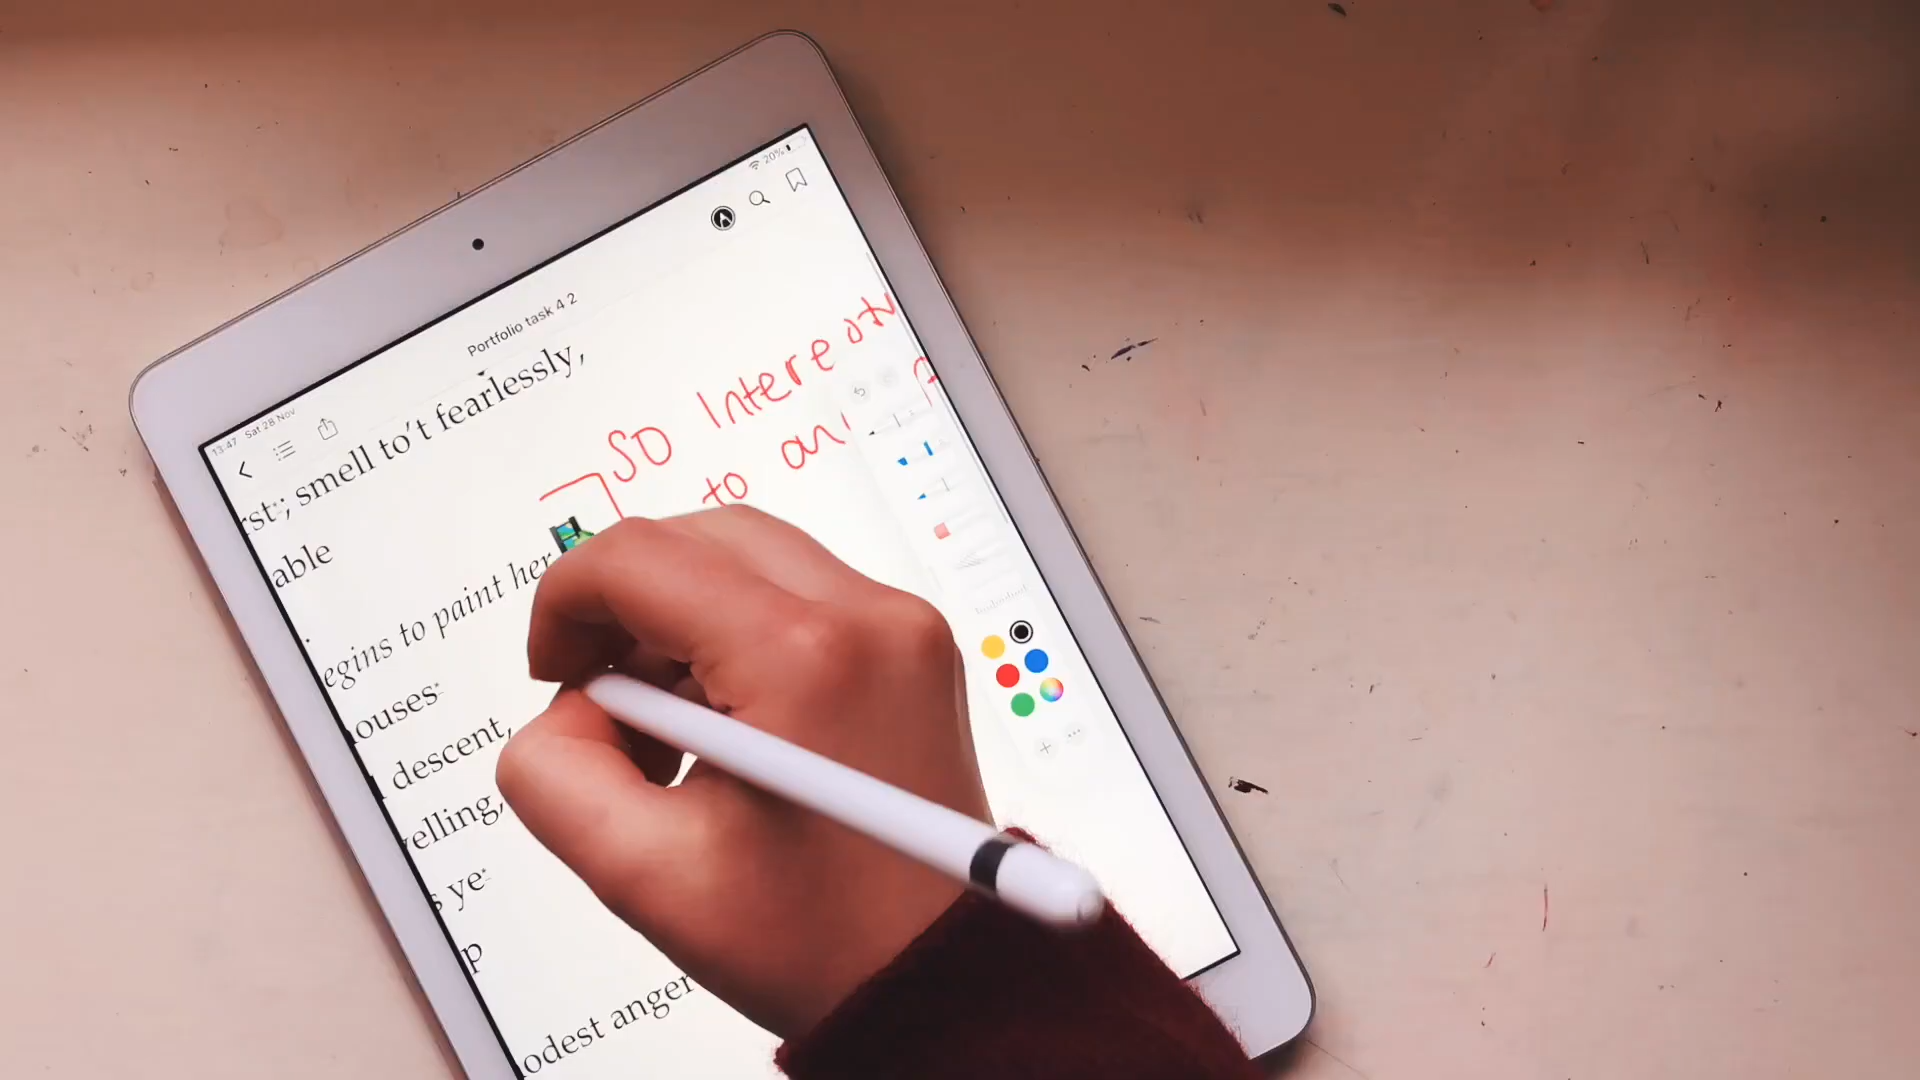 13:47 Sat 28 Nov
20%
Portfolio task 4 2
rst; smell to't fearlessly,
able
egins to paint her
ouses
descent,
elling,
s ye
p
odest anger
So Intere
to an